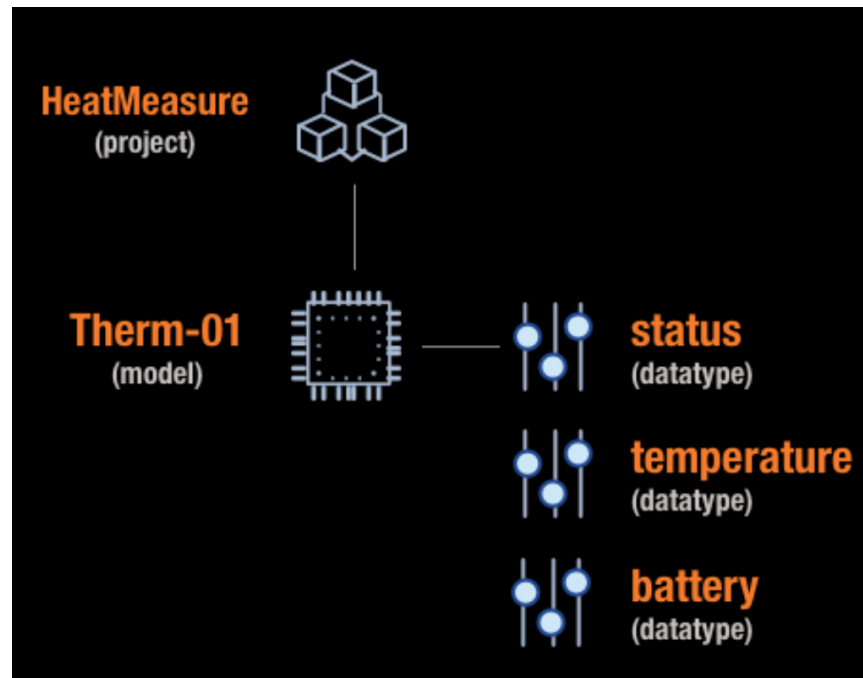 HeatMeasure
(project)
Therm-01
(model)
status
(datatype)
temperature
(datatype)
battery
(datatype)